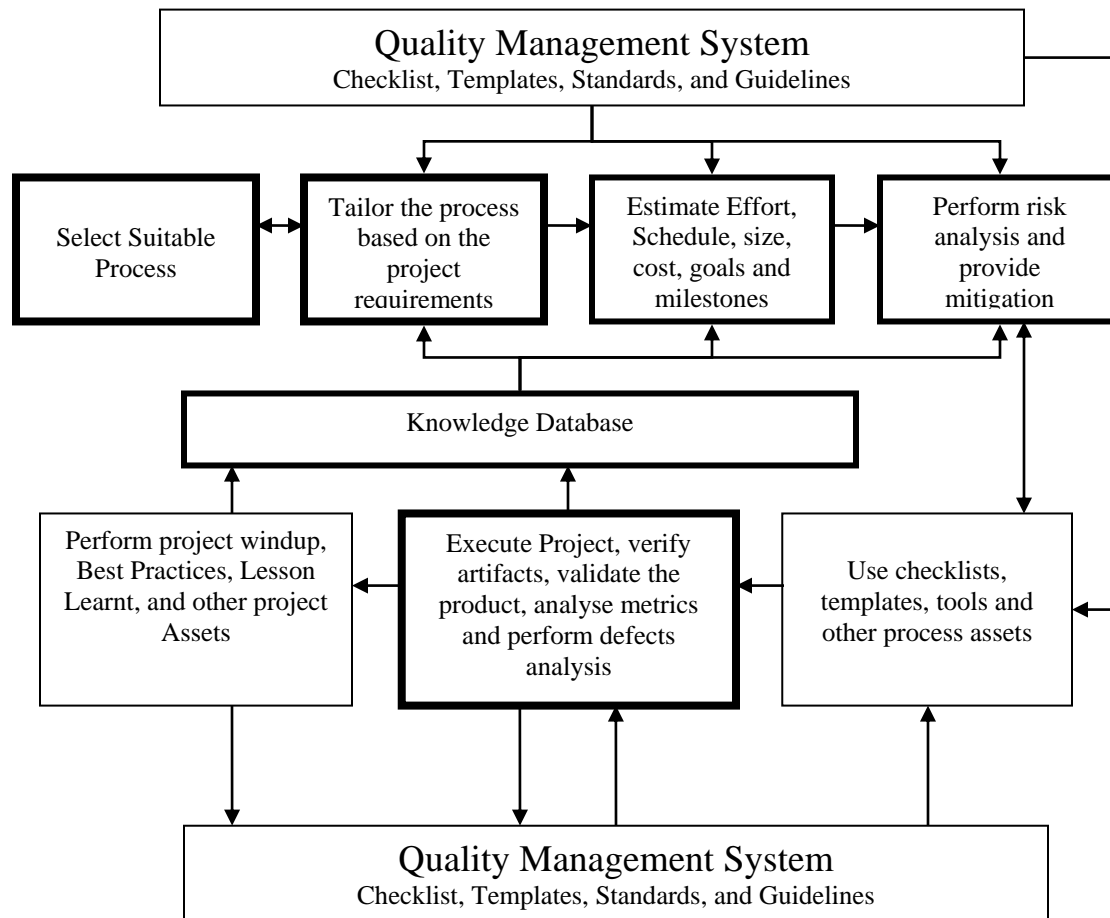 Quality Management System
Checklist, Templates, Standards, and Guidelines
Select Suitable
Process
Tailor the process
based on the
project
requirements
Estimate Effort,
Schedule, size,
cost, goals and
milestones
Perform risk
analysis and
provide
mitigation
Knowledge Database
Perform project windup,
Best Practices, Lesson
Learnt, and other project
Assets
Execute Project, verify
artifacts, validate the
product, analyse metrics
and perform defects
analysis
Use checklists,
templates, tools and
other process assets
Quality Management System
Checklist, Templates, Standards, and Guidelines